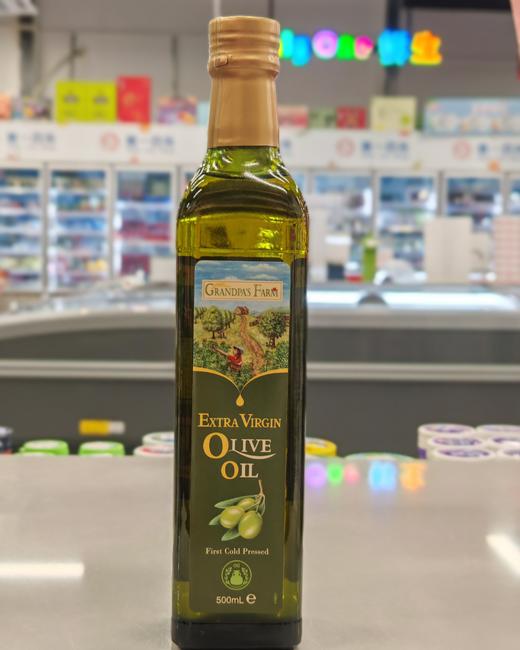 GRANDPA'S FARM
EXTRA VIRGIN
OLIVE
OIL
First Cold Pressed
500mL e